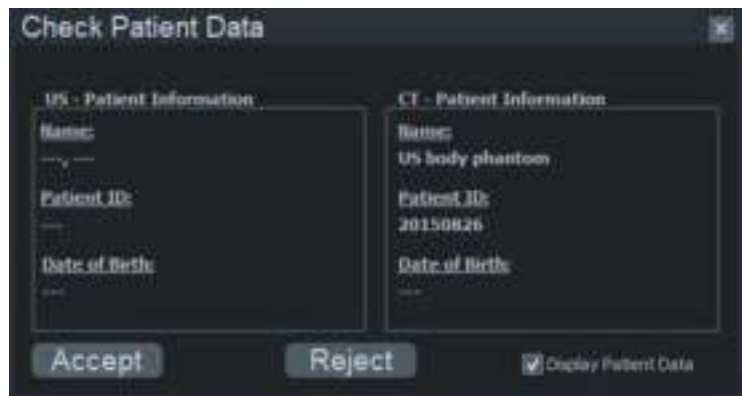 Check Patient Data
US - Patient Information
Name:
---, ---
Patient ID:
---
Date of Birth:
---
CT - Patient Information
Name:
US body phantom
Patient ID:
20150826
Date of Birth:
---
Accept
Reject
Display Patient Data